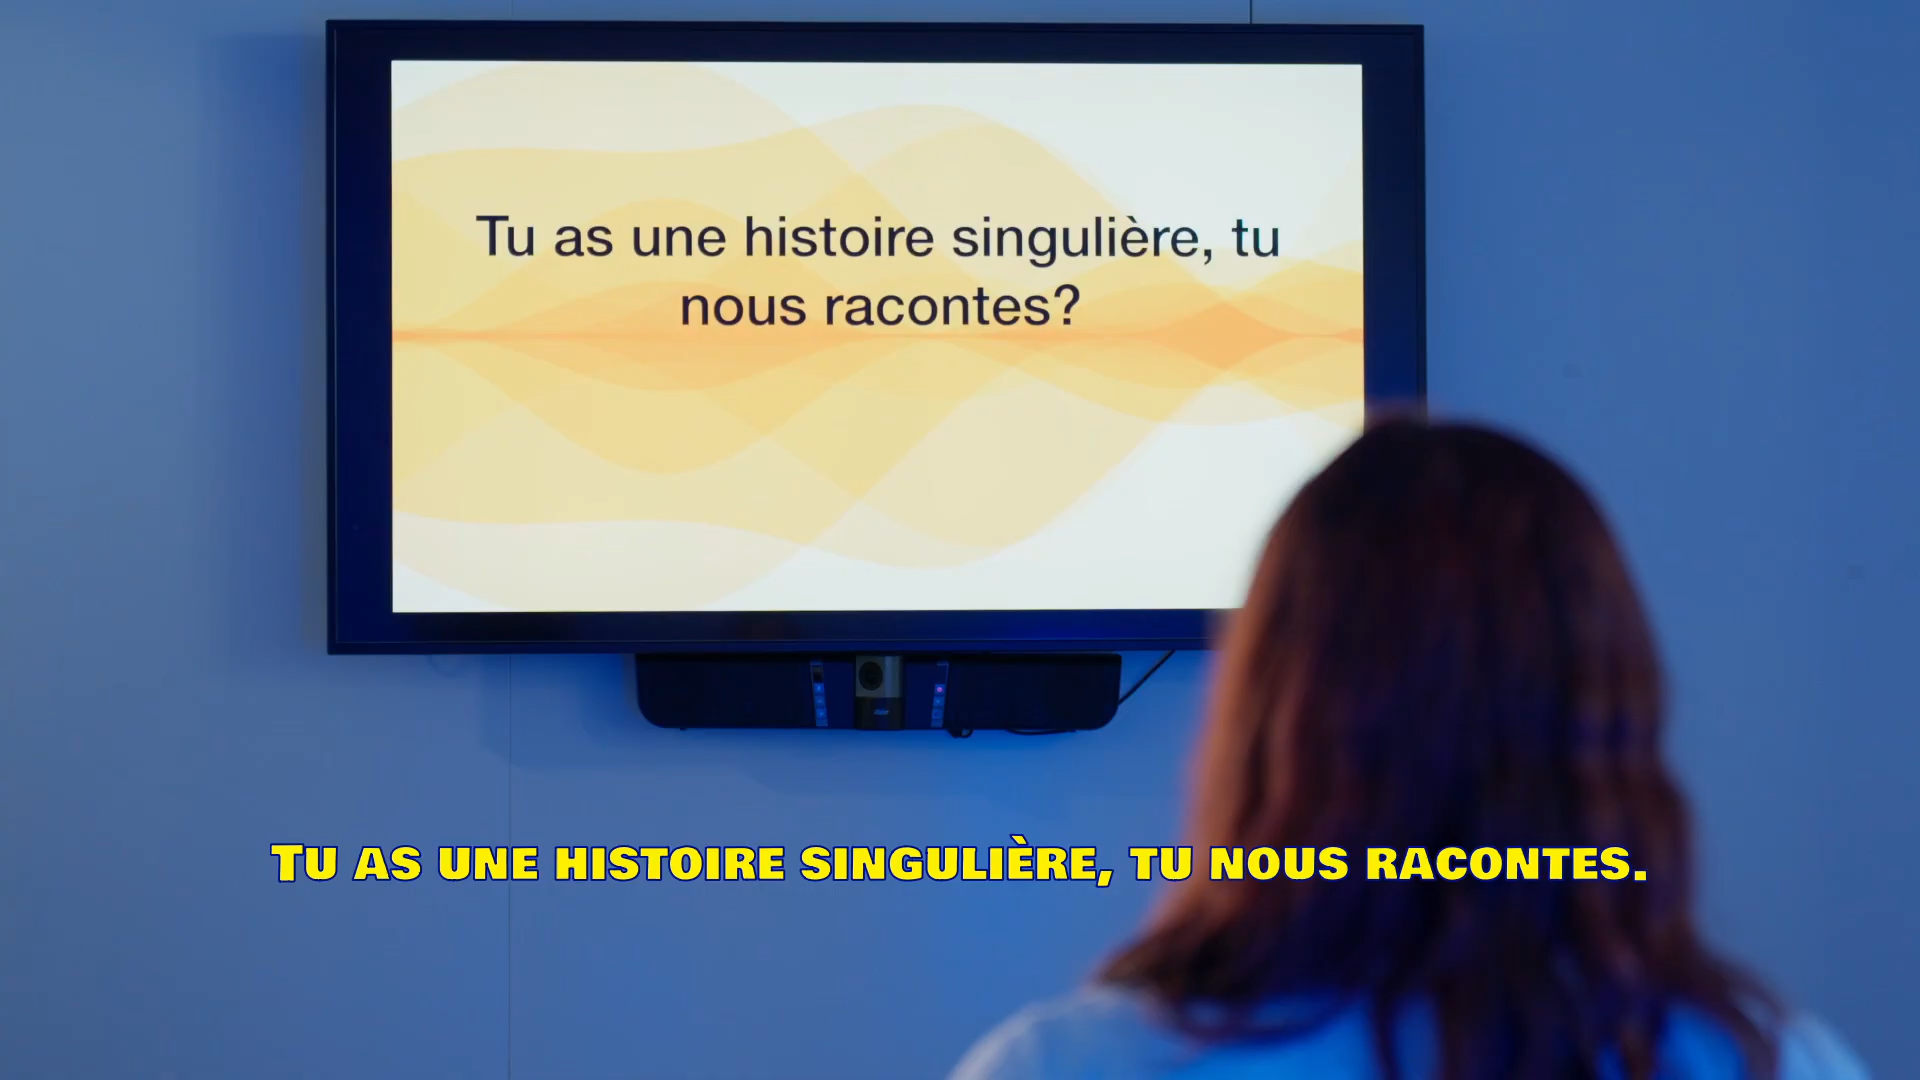 Tu as une histoire singulière, tu
nous racontes?
Tu as une histoire singulière, tu nous racontes.